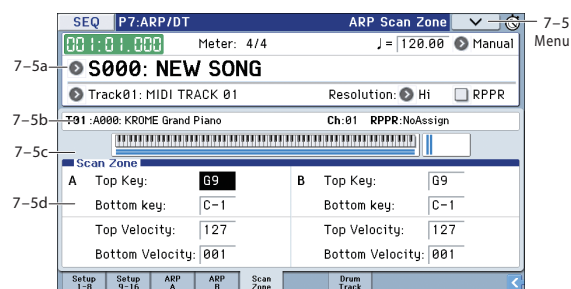 SEQ P7:ARP/DT ARP Scan Zone 7–5
Menu
001:01.000 Meter: 4/4 ♩= 120.00 Manual
7–5a S000: NEW SONG
Track01: MIDI TRACK 01 Resolution: Hi RPPR
7–5b T01 :A000: KROME Grand Piano Ch:01 RPPR:NoAssign
7–5c
Scan Zone
A Top Key: G9 B Top Key: G9
7–5d Bottom key: C-1 Bottom Key: C-1
Top Velocity: 127 Top Velocity: 127
Bottom Velocity: 001 Bottom Velocity: 001
Setup 1-8 Setup 9-16 ARP A ARP B Scan Zone Drum Track